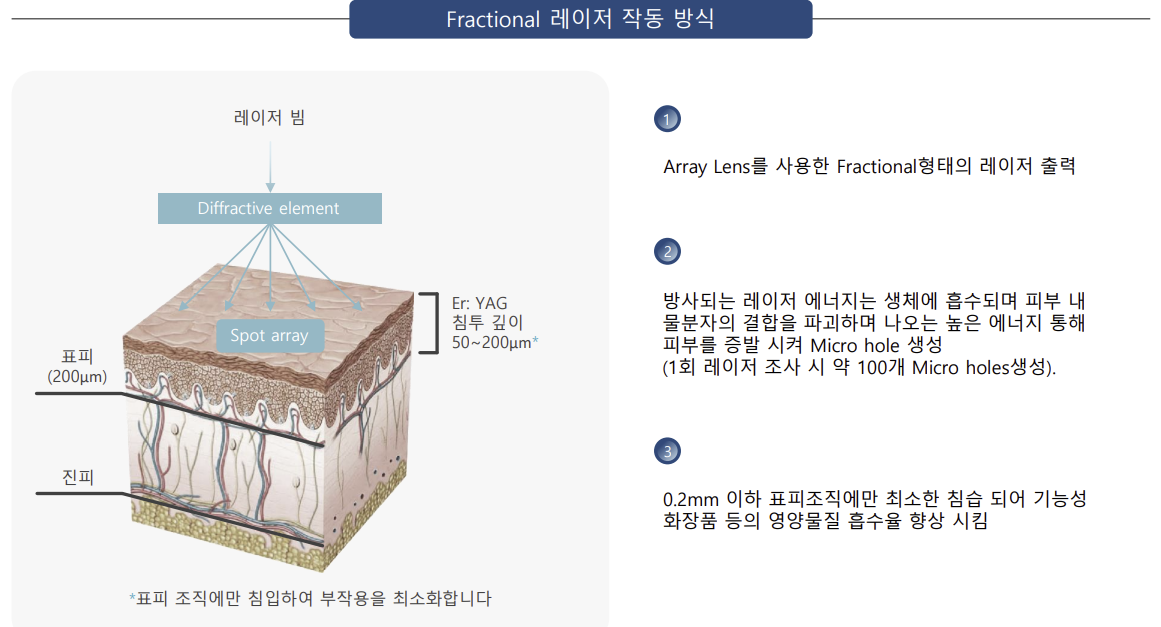 Fractional 레이저 작동 방식
레이저 빔
Diffractive element
Spot array
Er: YAG
침투 깊이
50~200μm*
표피
(200μm)
진피
*표피 조직에만 침입하여 부작용을 최소화합니다
1
Array Lens를 사용한 Fractional형태의 레이저 출력
2
방사되는 레이저 에너지는 생체에 흡수되며 피부 내
물분자의 결합을 파괴하며 나오는 높은 에너지 통해
피부를 증발 시켜 Micro hole 생성
(1회 레이저 조사 시 약 100개 Micro holes생성).
3
0.2mm 이하 표피조직에만 최소한 침습 되어 기능성
화장품 등의 영양물질 흡수율 향상 시킴